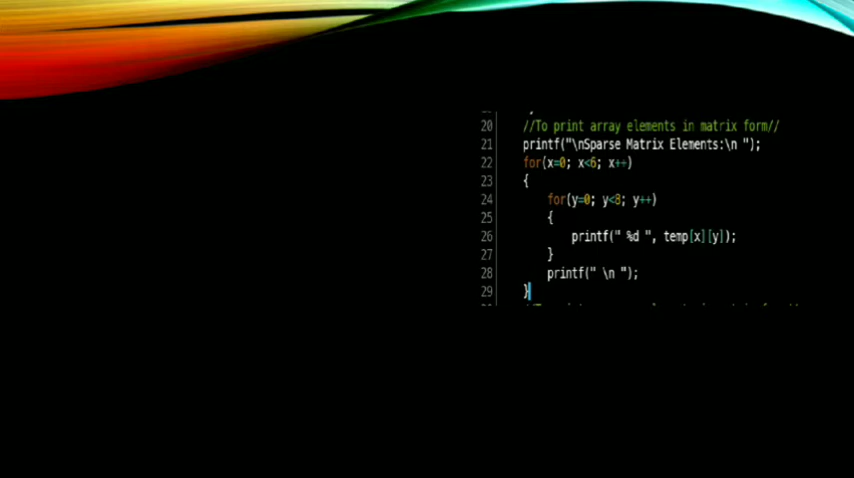 20 //To print array elements in matrix form//
21 printf("\nSparse Matrix Elements:\n ");
22 for(x=0; x<6; x++)
23 {
24 for(y=0; y<8; y++)
25 {
26 printf(" %d ", temp[x][y]);
27 }
28 printf(" \n ");
29 }